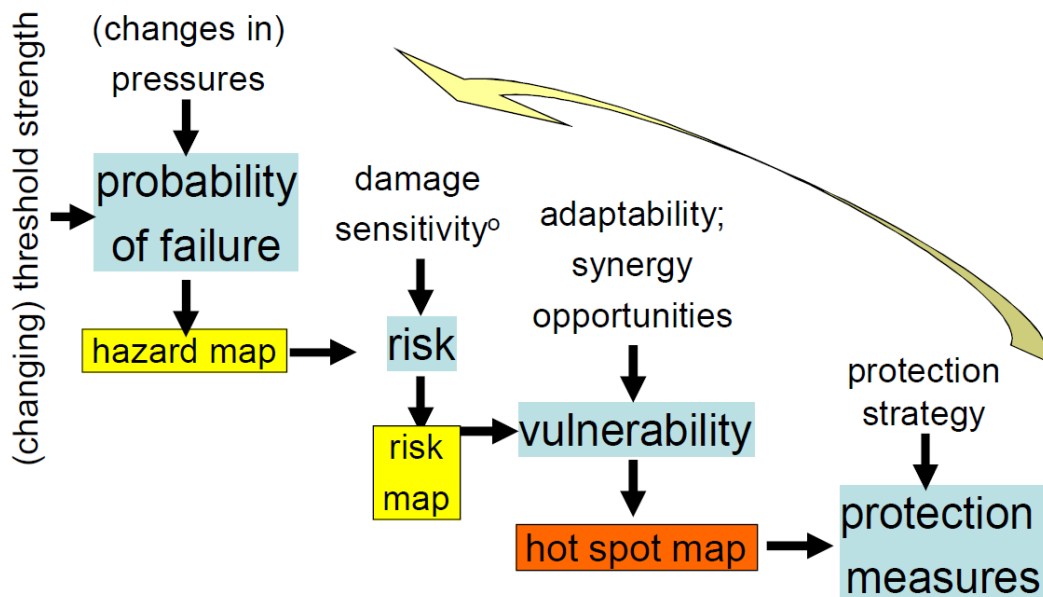 (changing) threshold strength
(changes in)
pressures
probability
of failure
hazard map
damage
sensitivityᵒ
risk
risk
map
adaptability;
synergy
opportunities
vulnerability
hot spot map
protection
strategy
protection
measures